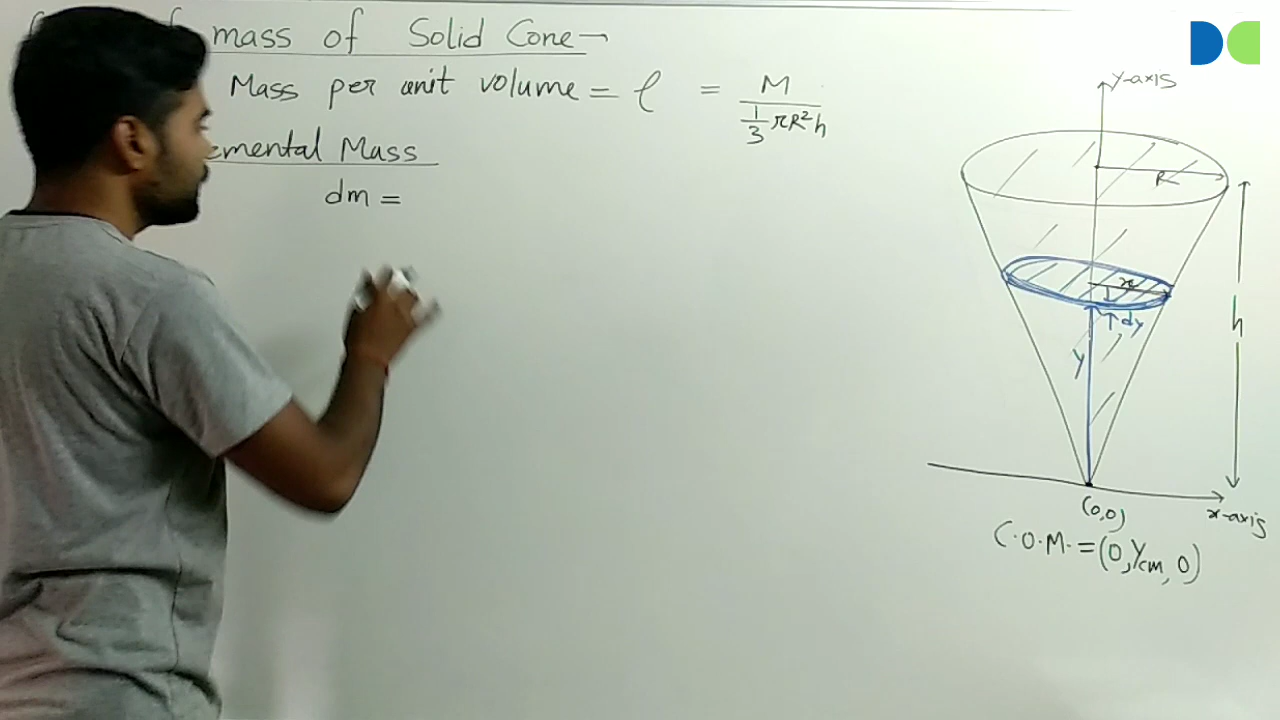 mass of Solid Cone →
Mass per unit volume = ρ = M / (1/3 πR²h)
emental Mass
dm =
y-axis
R
x
dy
y
h
(0,0)
x-axis
C.O.M. = (0, Ycm, 0)
DC